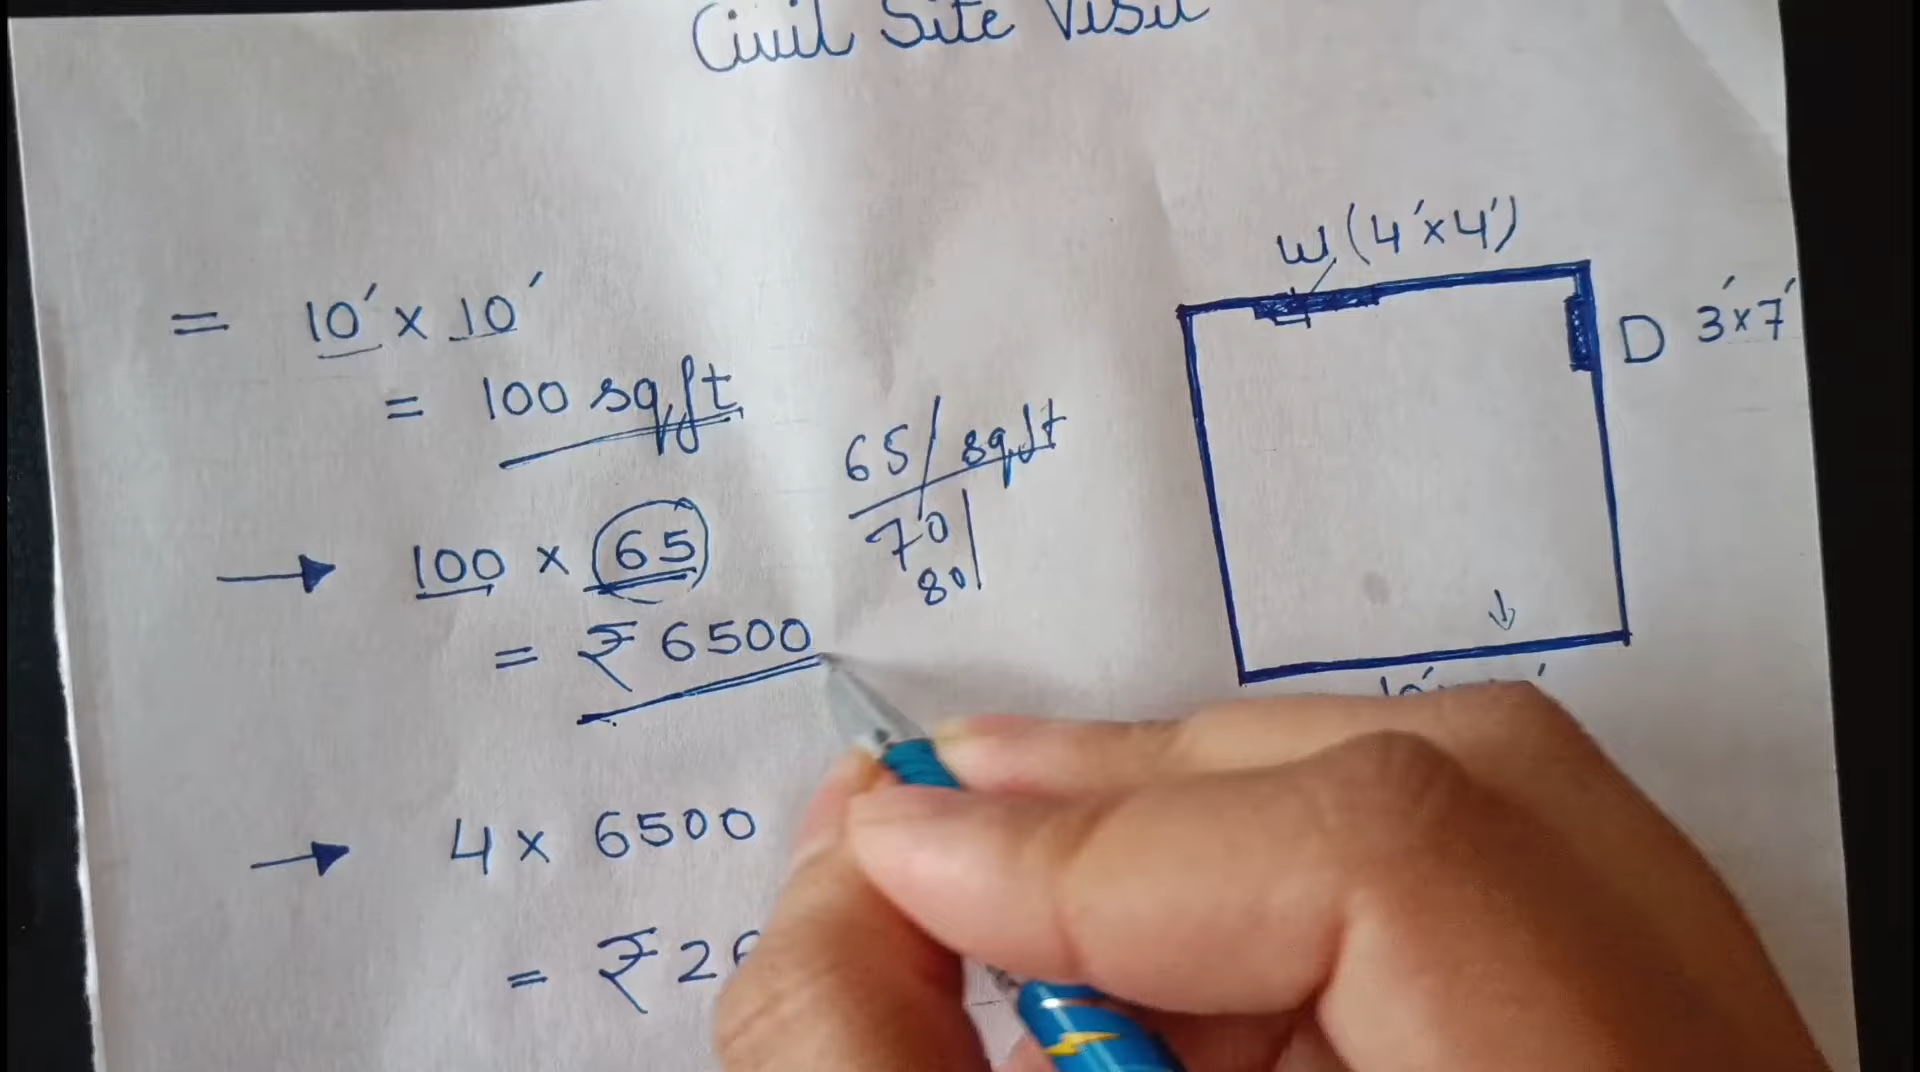 Civil Site Visit
= 10' x 10'
= 100 sqft
65/sqft
70/
80/
→ 100 x 65
= ₹ 6500
→ 4 x 6500
= ₹ 26
W (4'x4')
D 3'x7'